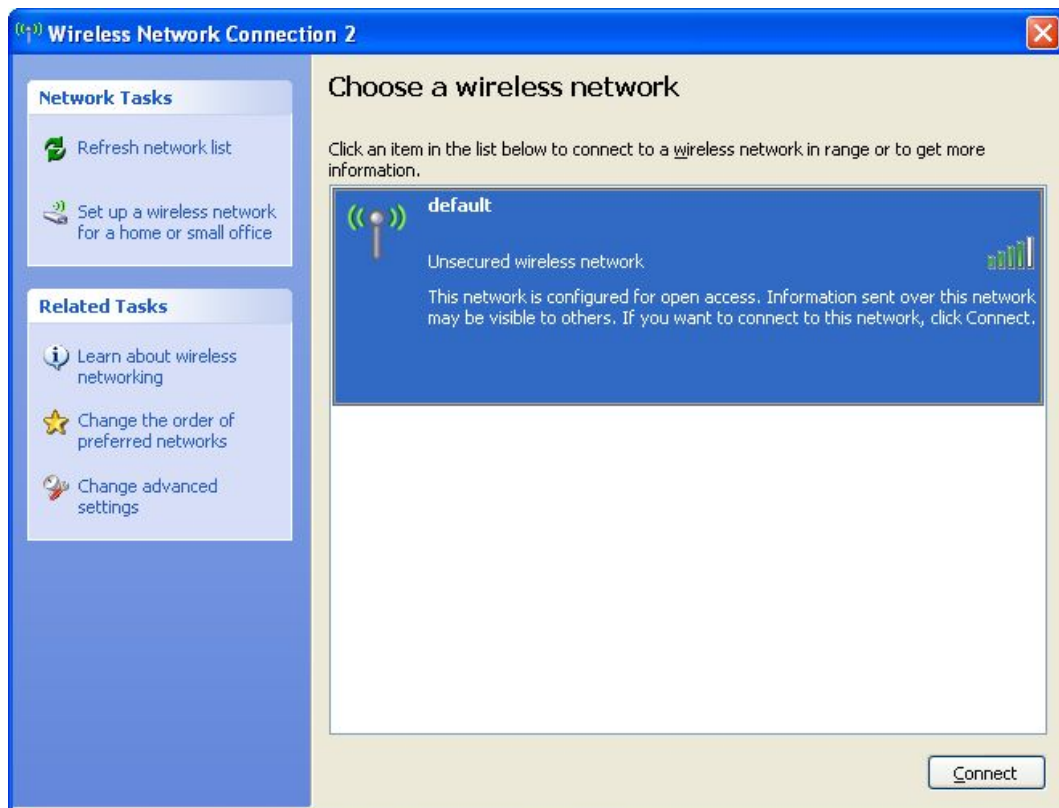 Wireless Network Connection 2
Network Tasks
Refresh network list
Set up a wireless network
for a home or small office
Related Tasks
Learn about wireless
networking
Change the order of
preferred networks
Change advanced
settings
Choose a wireless network
Click an item in the list below to connect to a wireless network in range or to get more
information.
default
Unsecured wireless network
This network is configured for open access. Information sent over this network
may be visible to others. If you want to connect to this network, click Connect.
Connect